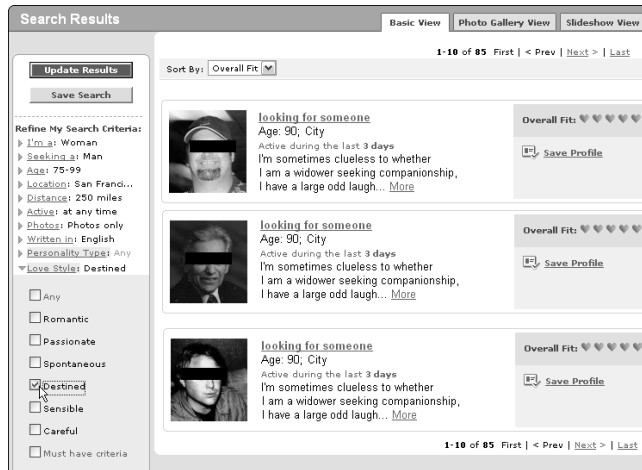 Search Results
Basic View
Photo Gallery View
Slideshow View
1-10 of 85 First | < Prev | Next > | Last
Update Results
Sort By: Overall Fit
Save Search
Refine My Search Criteria:
I'm a: Woman
Seeking a: Man
Age: 75-99
Location: San Franci...
Distance: 250 miles
Active: at any time
Photos: Photos only
Written in: English
Personality Type: Any
Love Style: Destined
Any
Romantic
Passionate
Spontaneous
Destined
Sensible
Careful
Must have criteria
looking for someone
Age: 90; City
Active during the last 3 days
I'm sometimes clueless to whether
I am a widower seeking companionship,
I have a large odd laugh... More
Overall Fit:
Save Profile
looking for someone
Age: 90; City
Active during the last 3 days
I'm sometimes clueless to whether
I am a widower seeking companionship,
I have a large odd laugh... More
Overall Fit:
Save Profile
looking for someone
Age: 90; City
Active during the last 3 days
I'm sometimes clueless to whether
I am a widower seeking companionship,
I have a large odd laugh... More
Overall Fit:
Save Profile
1-10 of 85 First | < Prev | Next > | Last